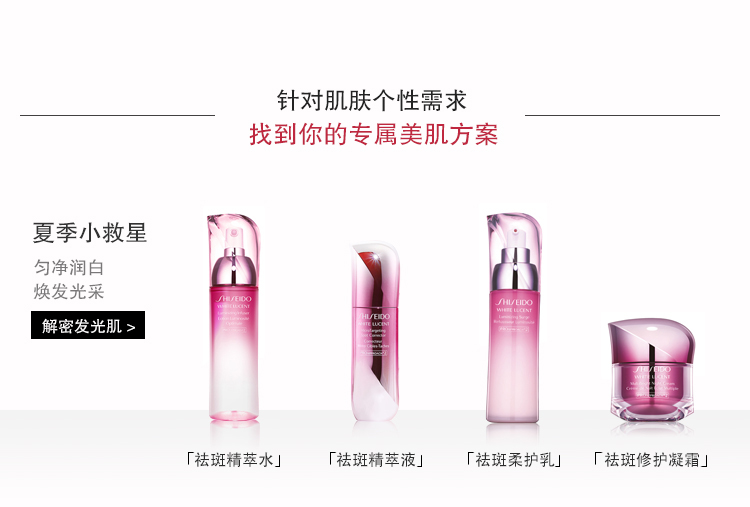 针对肌肤个性需求
找到你的专属美肌方案
夏季小救星
匀净润白
焕发光采
解密发光肌 >
SHISEIDO
WHITE LUCENT
SHISEIDO
WHITE LUCENT
SHISEIDO
WHITE LUCENT
SHISEIDO
WHITE LUCENT
「祛斑精萃水」
「祛斑精萃液」
「祛斑柔护乳」
「祛斑修护凝霜」